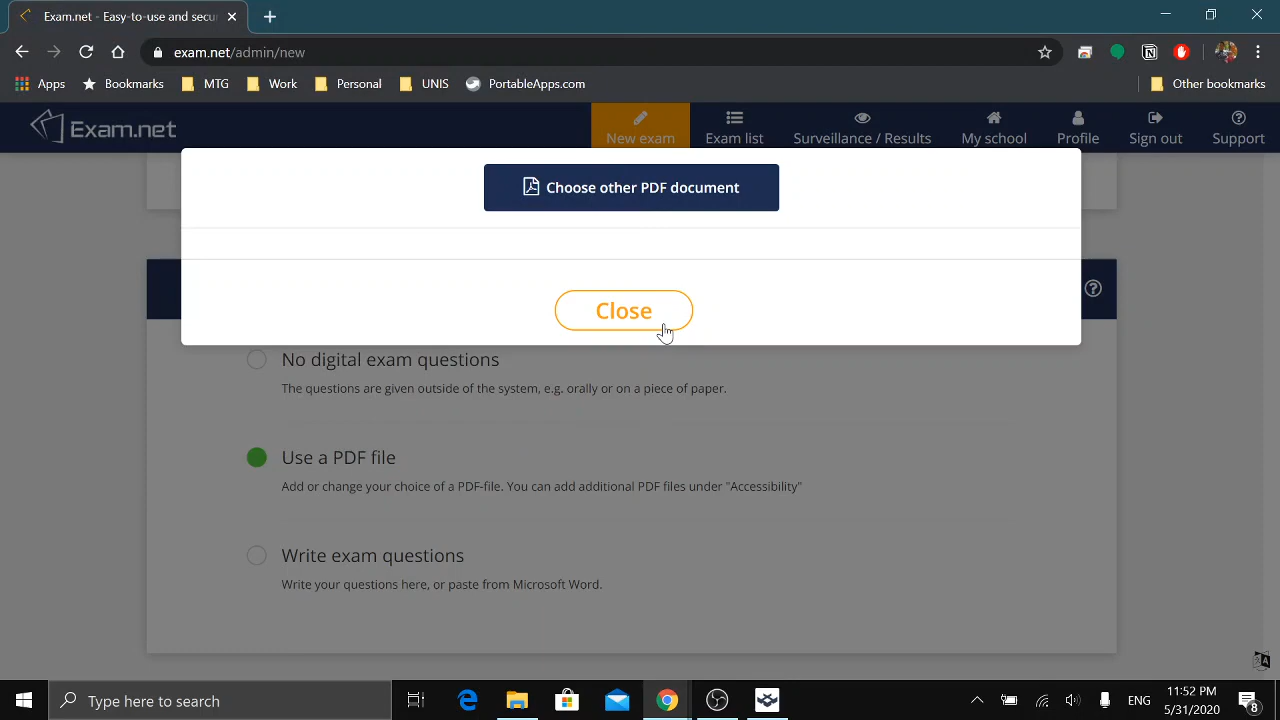 Exam.net - Easy-to-use and secu
exam.net/admin/new
Apps Bookmarks MTG Work Personal UNIS PortableApps.com Other bookmarks
Exam.net New exam Exam list Surveillance / Results My school Profile Sign out Support
Choose other PDF document
Close
No digital exam questions
The questions are given outside of the system, e.g. orally or on a piece of paper.
Use a PDF file
Add or change your choice of a PDF-file. You can add additional PDF files under "Accessibility"
Write exam questions
Write your questions here, or paste from Microsoft Word.
Type here to search
ENG
11:52 PM
5/31/2020
8